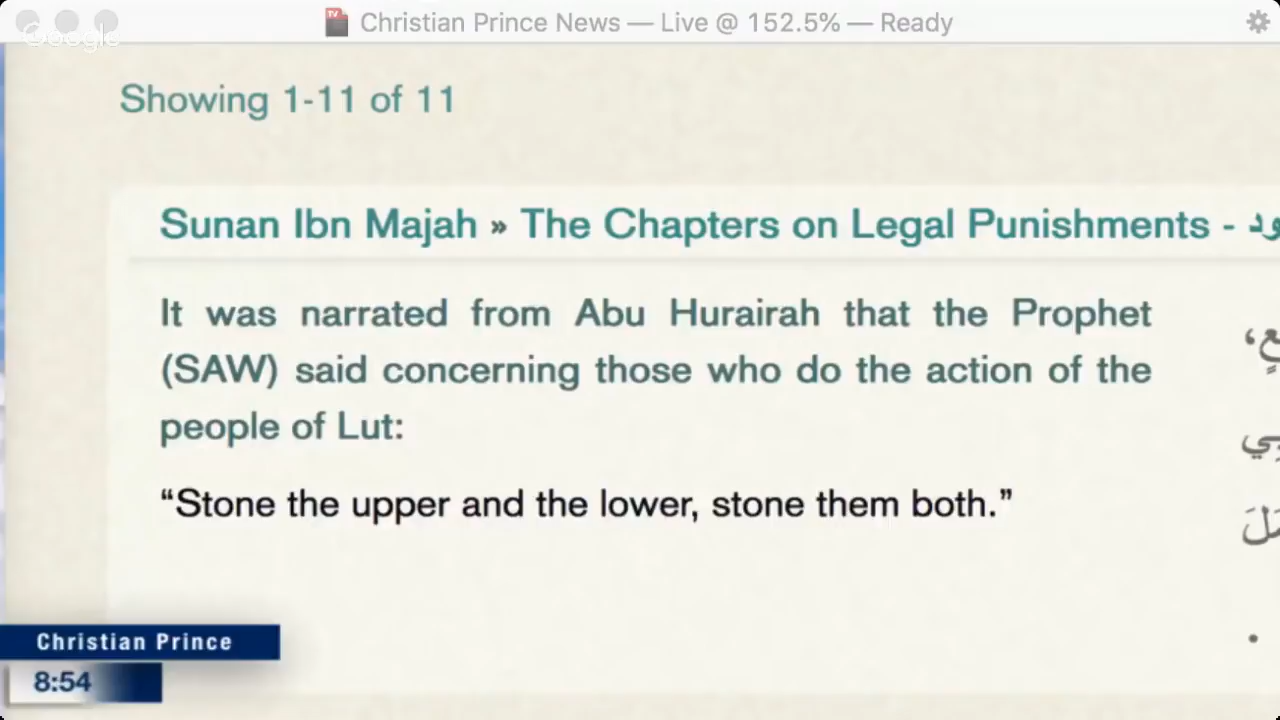 Christian Prince News — Live @ 152.5% — Ready
Google
Showing 1-11 of 11
Sunan Ibn Majah » The Chapters on Legal Punishments -
It was narrated from Abu Hurairah that the Prophet
(SAW) said concerning those who do the action of the
people of Lut:
“Stone the upper and the lower, stone them both.”
Christian Prince
8:54